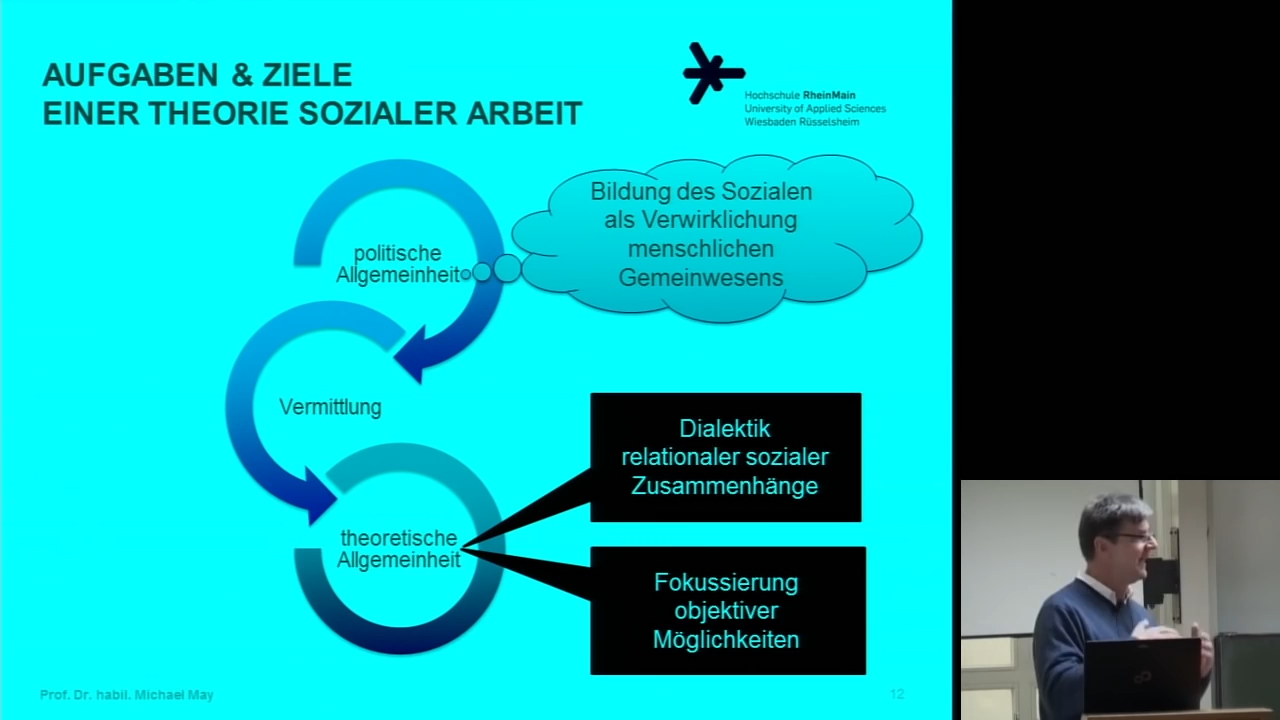 AUFGABEN & ZIELE
EINER THEORIE SOZIALER ARBEIT
Hochschule RheinMain
University of Applied Sciences
Wiesbaden Rüsselsheim
Bildung des Sozialen
als Verwirklichung
menschlichen
Gemeinwesens
politische
Allgemeinheit
Vermittlung
Dialektik
relationaler sozialer
Zusammenhänge
theoretische
Allgemeinheit
Fokussierung
objektiver
Möglichkeiten
Prof. Dr. habil. Michael May
12